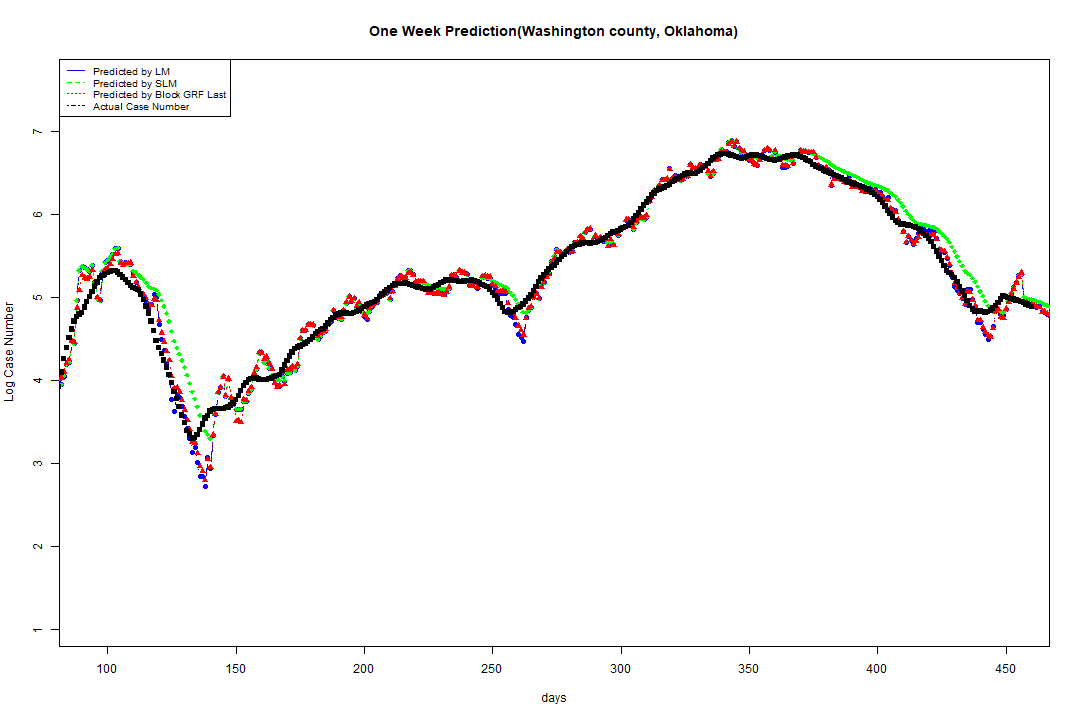 One Week Prediction(Washington county, Oklahoma)
Predicted by LM
Predicted by SLM
Predicted by Block GRF Last
Actual Case Number
7
6
5
4
3
2
1
Log Case Number
100 150 200 250 300 350 400 450
days